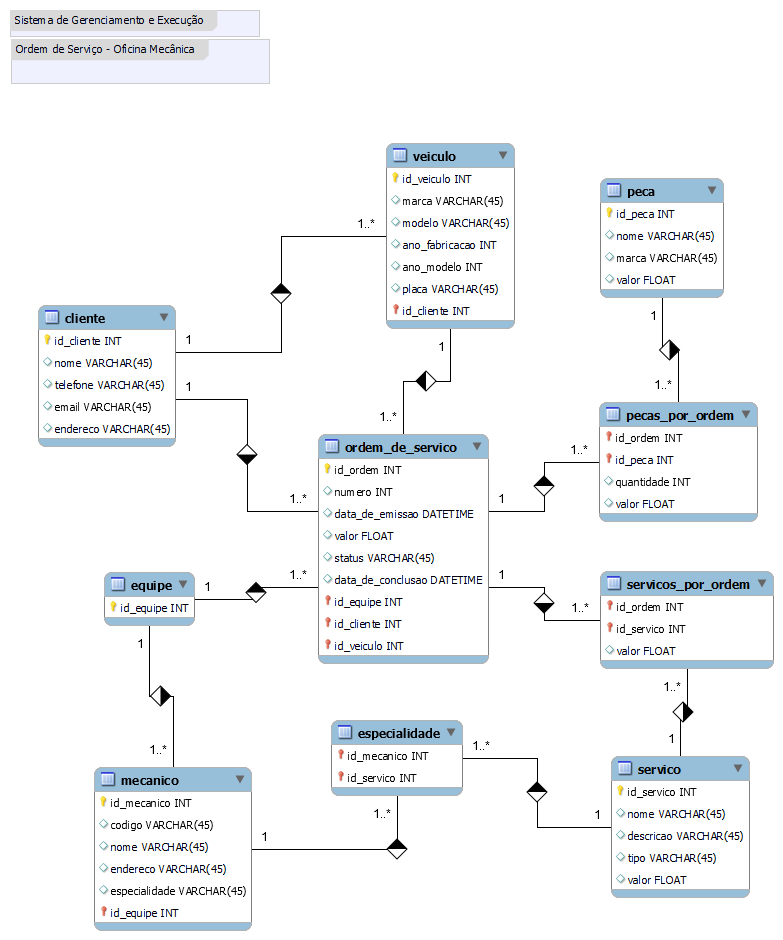 Sistema de Gerenciamento e Execução
Ordem de Serviço - Oficina Mecânica
veiculo
id_veiculo INT
marca VARCHAR(45)
modelo VARCHAR(45)
ano_fabricacao INT
ano_modelo INT
placa VARCHAR(45)
id_cliente INT
1..*
1
1..*
peca
id_peca INT
nome VARCHAR(45)
marca VARCHAR(45)
valor FLOAT
1
1..*
cliente
id_cliente INT
nome VARCHAR(45)
telefone VARCHAR(45)
email VARCHAR(45)
endereco VARCHAR(45)
1
1
1..*
pecas_por_ordem
id_ordem INT
id_peca INT
quantidade INT
valor FLOAT
1..*
1
ordem_de_servico
id_ordem INT
numero INT
data_de_emissao DATETIME
valor FLOAT
status VARCHAR(45)
data_de_conclusao DATETIME
id_equipe INT
id_cliente INT
id_veiculo INT
1..*
1
1..*
equipe
id_equipe INT
1
1
1..*
servicos_por_ordem
id_ordem INT
id_servico INT
valor FLOAT
1..*
1
especialidade
id_mecanico INT
id_servico INT
1..*
1..*
1
mecanico
id_mecanico INT
codigo VARCHAR(45)
nome VARCHAR(45)
endereco VARCHAR(45)
especialidade VARCHAR(45)
id_equipe INT
1
servico
id_servico INT
nome VARCHAR(45)
descricao VARCHAR(45)
tipo VARCHAR(45)
valor FLOAT